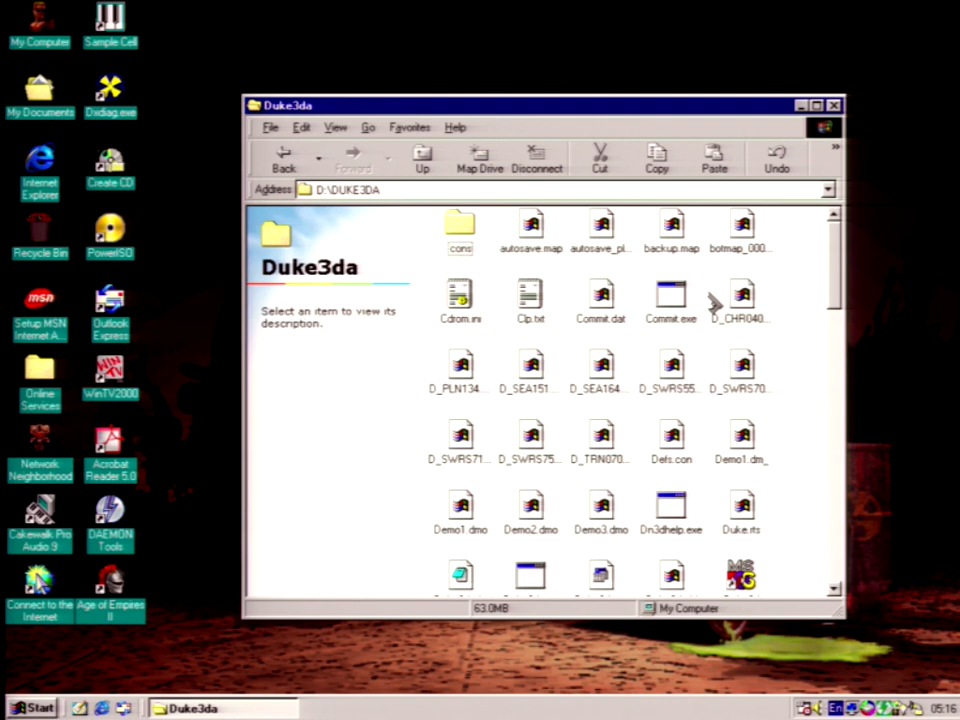 My Computer
Sample Cell
My Documents
Dxdiag.exe
Internet
Explorer
Create CD
Recycle Bin
PowerISO
msn
Setup MSN
Internet A...
Outlook
Express
Online
Services
WinTV2000
Network
Neighborhood
Acrobat
Reader 5.0
Cakewalk Pro
Audio 9
DAEMON
Tools
Connect to the
Internet
Age of Empires
II
Duke3da
File Edit View Go Favorites Help
Back Forward Up Map Drive Disconnect Cut Copy Paste Undo
Address D:\DUKE3DA
Duke3da
Select an item to view its
description.
cons autosave.map autosave_pl... backup.map botmap_000...
Cdrom.ini Clp.txt Commit.dat Commit.exe D_CHR040...
D_PLN134... D_SEA151... D_SEA164... D_SWRS55... D_SWRS70...
D_SWRS71... D_SWRS75... D_TRN070... Defs.con Demo1.dm_
Demo1.dmo Demo2.dmo Demo3.dmo Dn3dhelp.exe Duke.rts
63.0MB My Computer
Start Duke3da En 05:16